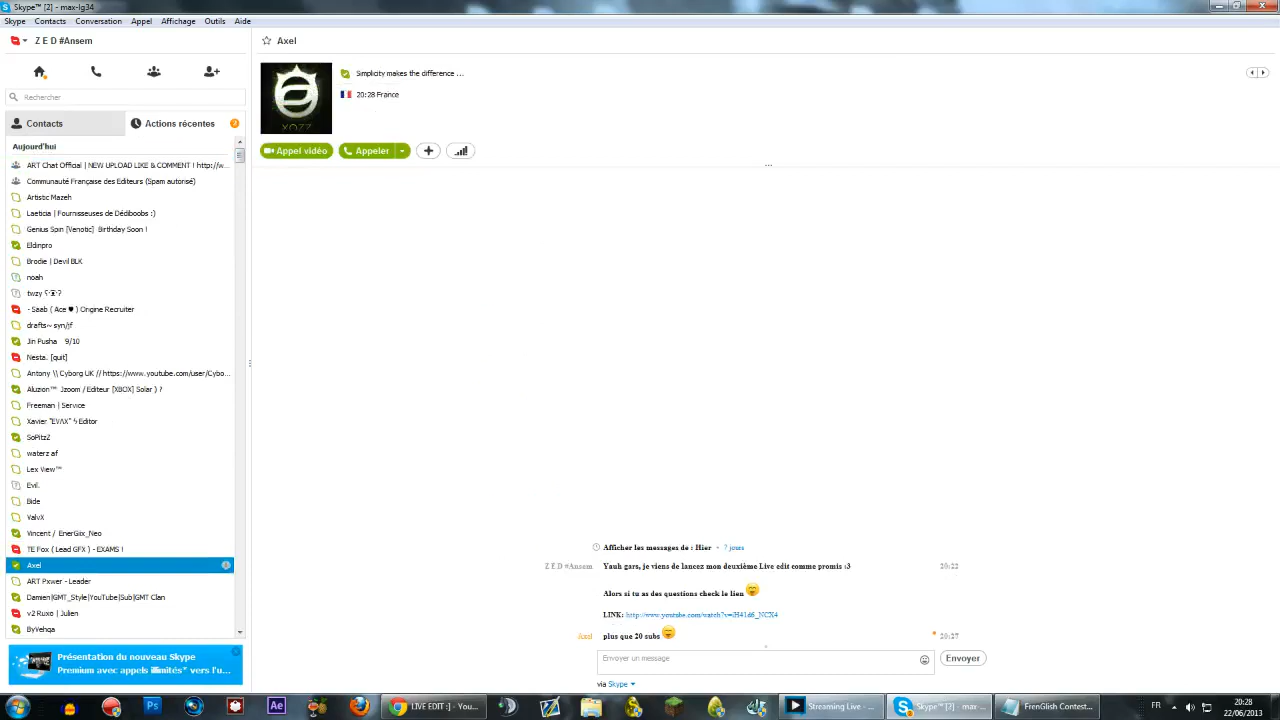 Skype™ [2] - max-lg34
Skype Contacts Conversation Appel Affichage Outils Aide
Z E D #Ansem
Rechercher
Contacts
Actions récentes
2
Aujourd'hui
ART Chat Official | NEW UPLOAD LIKE & COMMENT ! http://w...
Communauté Française des Editeurs (Spam autorisé)
Artistic Mazeh
Laeticia | Fournisseuses de Dédiboobs :)
Genius Spin [Venotic] Birthday Soon !
Eldinpro
Brodie | Devil BLK
noah
twzy
- Saab ( Ace ♥ ) Origine Recruiter
drafts~ syn/jf
Jin Pusha 9/10
Nesta. [quit]
Antony \\ Cyborg UK // https://www.youtube.com/user/Cybo...
Aluzion™ Jzoom / Editeur [XBOX] Solar ) ?
Freeman | Service
Xavier "EVΛX" ϟ Editor
SoPitzZ
waterz af
Lex View™
Evil.
Bide
ValvX
Vincent / EnerGiix_Neo
TE Fox ( Lead GFX ) - EXAMS !
Axel
ART Pxwer - Leader
Damien|GMT_Style|YouTube|Sub|GMT Clan
v2 Ruxo | Julien
ByVehqa
Présentation du nouveau Skype
Premium avec appels illimités* vers l'u...
Axel
Simplicity makes the difference ...
20:28 France
Appel vidéo
Appeler
Afficher les messages de : Hier • 7 jours
Z E D #Ansem Yauh gars, je viens de lancez mon deuxième Live edit comme promis :3 20:22
Alors si tu as des questions check le lien
LINK: http://www.youtube.com/watch?v=iH41d6_NCX4
Axel plus que 20 subs 20:27
Envoyer un message
Envoyer
via Skype
LIVE EDIT :] - You...
Streaming Live - ...
Skype™ [2] - max-...
FrenGlish Contest...
FR
20:28
22/06/2013